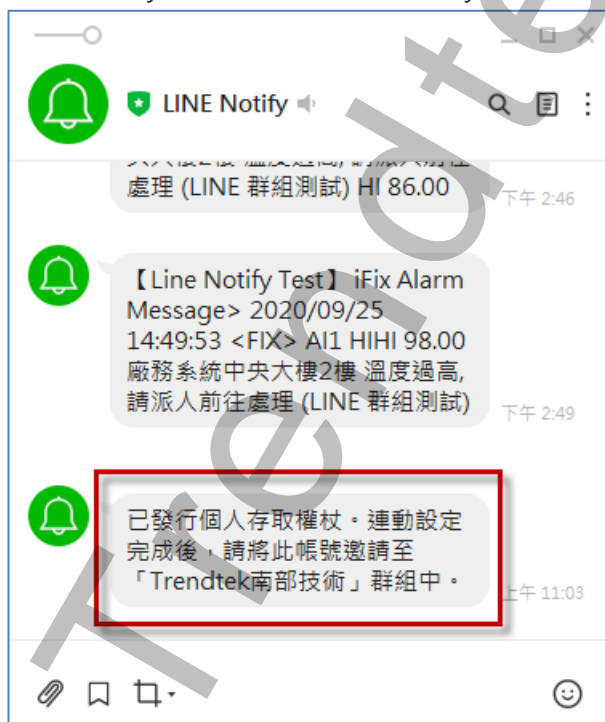 LINE Notify
處理 (LINE 群組測試) HI 86.00
下午 2:46
【Line Notify Test】 iFix Alarm
Message> 2020/09/25
14:49:53 <FIX> AI1 HIHI 98.00
廠務系統中央大樓2樓 溫度過高,
請派人前往處理 (LINE 群組測試)
下午 2:49
已發行個人存取權杖。連動設定
完成後，請將此帳號邀請至
「Trendtek南部技術」群組中。
上午 11:03
Trendte